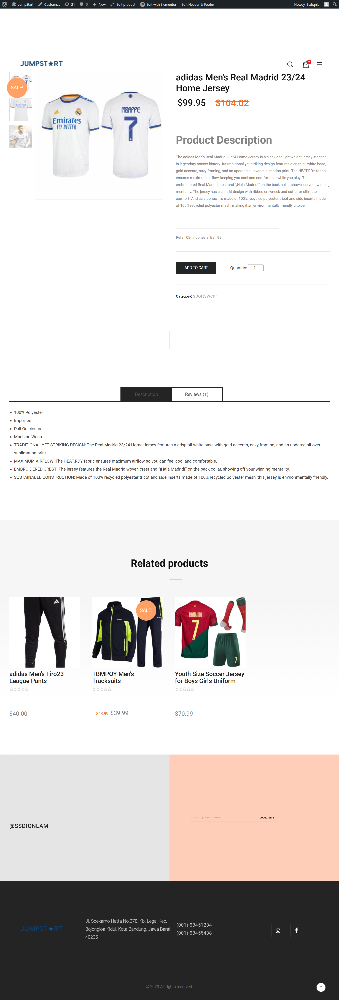 JumpStart Customize 21 0 New Edit product Edit with Elementor Edit Header & Footer Howdy, Ssdiqnlam
JUMPST★RT
2
SALE!
7
Emirates
Emirates
FLY BETTER
MBAPPE
7
adidas Men’s Real Madrid 23/24
Home Jersey
$99.95 $104.02
Product Description
The adidas Men’s Real Madrid 23/24 Home Jersey is a sleek and lightweight jersey steeped
in legendary soccer history. Its traditional yet striking design features a crisp all-white base,
gold accents, navy framing, and an updated all-over sublimation print. The HEAT.RDY fabric
ensures maximum airflow, keeping you cool and comfortable while you play. The
embroidered Real Madrid crest and “¡Hala Madrid!” on the back collar showcase your winning
mentality. The jersey has a slim-fit design with ribbed crewneck and cuffs for ultimate
comfort. And as a bonus, it’s made of 100% recycled polyester tricot and side inserts made
of 100% recycled polyester mesh, making it an environmentally friendly choice.
Retail 08- Indonesia, Bali 99
ADD TO CART Quantity: 1
Category: sportswear
Description Reviews (1)
100% Polyester
Imported
Pull On closure
Machine Wash
TRADITIONAL YET STRIKING DESIGN: The Real Madrid 23/24 Home Jersey features a crisp all-white base with gold accents, navy framing, and an updated all-over
sublimation print.
MAXIMUM AIRFLOW: The HEAT.RDY fabric ensures maximum airflow so you can feel cool and comfortable.
EMBROIDERED CREST: The jersey features the Real Madrid woven crest and “¡Hala Madrid!” on the back collar, showing off your winning mentality.
SUSTAINABLE CONSTRUCTION: Made of 100% recycled polyester tricot and side inserts made of 100% recycled polyester mesh, this jersey is environmentally friendly.
Related products
SALE!
RONALDO
7
7
adidas Men’s Tiro23
League Pants
$40.00
TBMPOY Men’s
Tracksuits
$43.99 $39.99
Youth Size Soccer Jersey
for Boys Girls Uniform
$70.99
@SSDIQNLAM
Insert your Email SUBMIT
JUMPST★RT
Jl. Soekarno Hatta No.378, Kb. Lega, Kec.
Bojongloa Kidul, Kota Bandung, Jawa Barat
40235
(001) 88451234
(001) 88455438
© 2023 All rights reserved.